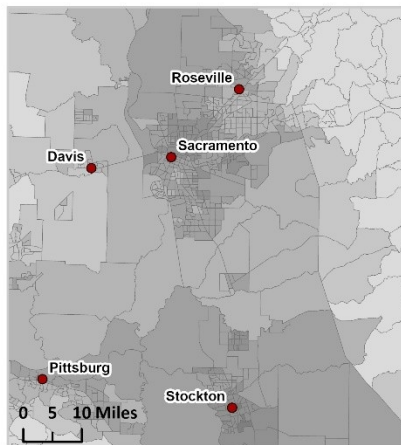 Roseville
Sacramento
Davis
Pittsburg
Stockton
0 5 10 Miles